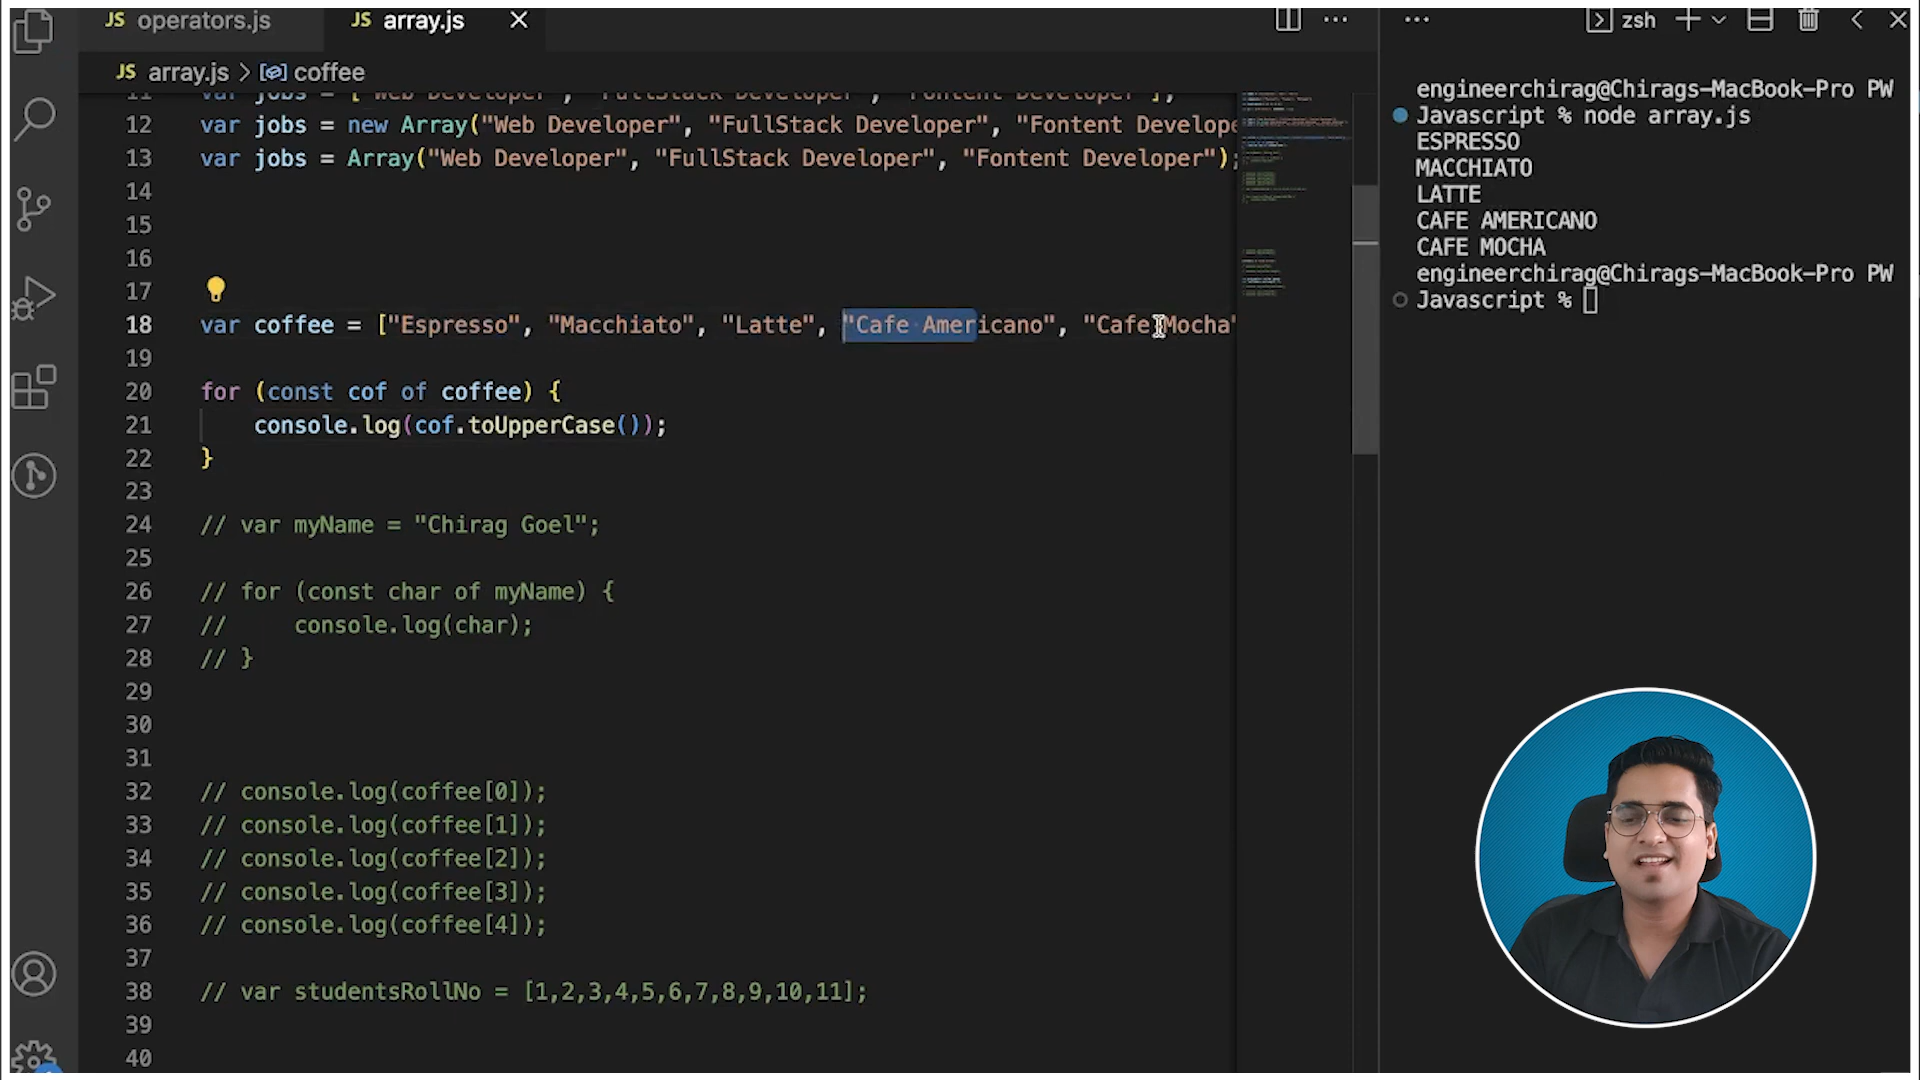 JS operators.js
JS array.js
zsh
JS array.js > coffee
11 var jobs = ["Web Developer", "FullStack Developer", "Fontent Developer"];
12 var jobs = new Array("Web Developer", "FullStack Developer", "Fontent Develope
13 var jobs = Array("Web Developer", "FullStack Developer", "Fontent Developer");
14
15
16
17
18 var coffee = ["Espresso", "Macchiato", "Latte", "Cafe Americano", "Cafe Mocha"
19
20 for (const cof of coffee) {
21 console.log(cof.toUpperCase());
22 }
23
24 // var myName = "Chirag Goel";
25
26 // for (const char of myName) {
27 // console.log(char);
28 // }
29
30
31
32 // console.log(coffee[0]);
33 // console.log(coffee[1]);
34 // console.log(coffee[2]);
35 // console.log(coffee[3]);
36 // console.log(coffee[4]);
37
38 // var studentsRollNo = [1,2,3,4,5,6,7,8,9,10,11];
39
40
engineerchirag@Chirags-MacBook-Pro PW
Javascript % node array.js
ESPRESSO
MACCHIATO
LATTE
CAFE AMERICANO
CAFE MOCHA
engineerchirag@Chirags-MacBook-Pro PW
Javascript %